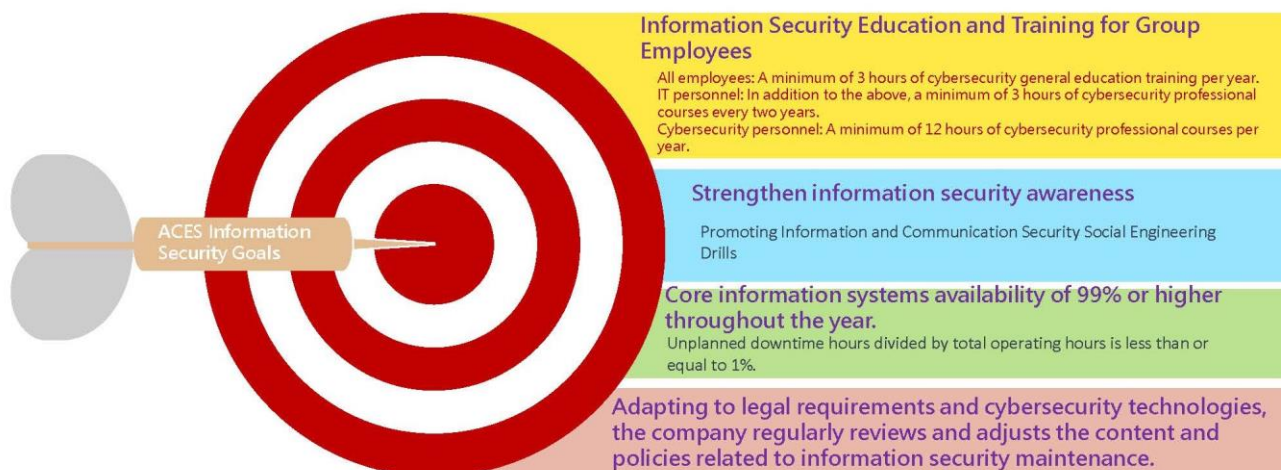 Information Security Education and Training for Group
Employees
All employees: A minimum of 3 hours of cybersecurity general education training per year.
IT personnel: In addition to the above, a minimum of 3 hours of cybersecurity professional
courses every two years.
Cybersecurity personnel: A minimum of 12 hours of cybersecurity professional courses per
year.
ACES Information
Security Goals
Strengthen information security awareness
Promoting Information and Communication Security Social Engineering
Drills
Core information systems availability of 99% or higher
throughout the year.
Unplanned downtime hours divided by total operating hours is less than or
equal to 1%.
Adapting to legal requirements and cybersecurity technologies,
the company regularly reviews and adjusts the content and
policies related to information security maintenance.